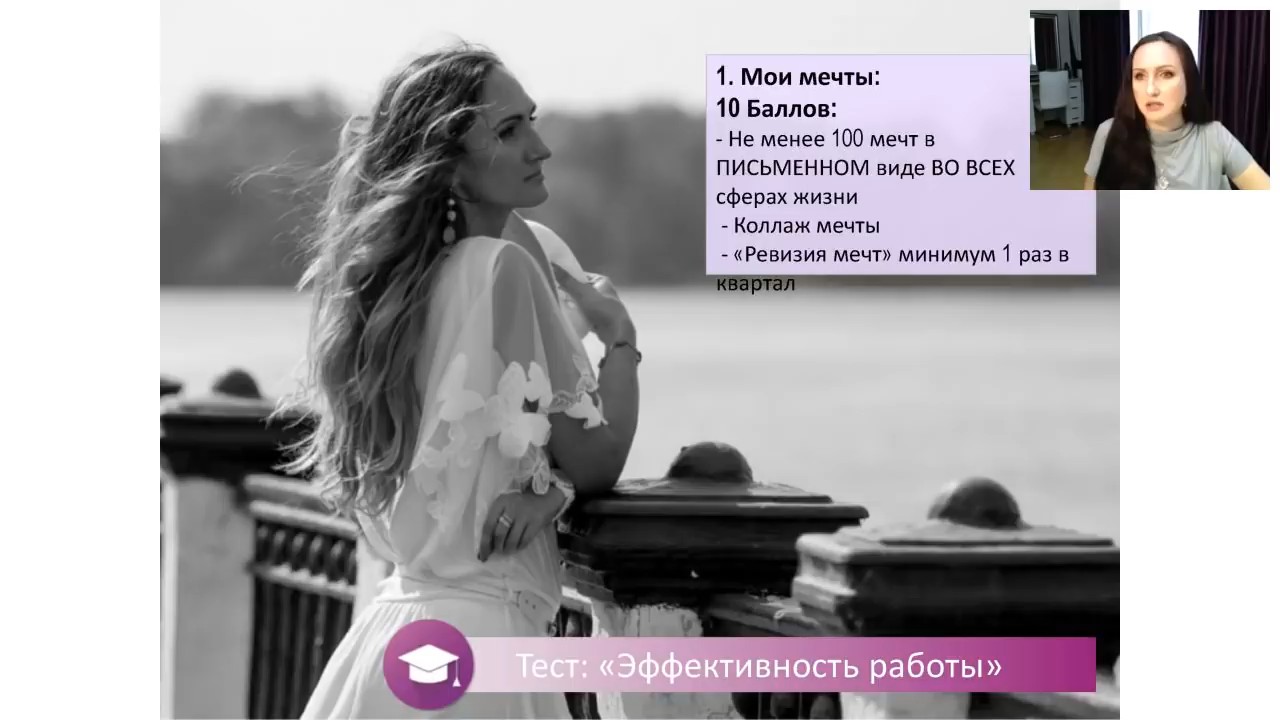 1. Мои мечты:
10 Баллов:
- Не менее 100 мечт в
ПИСЬМЕННОМ виде ВО ВСЕХ
сферах жизни
- Коллаж мечты
- «Ревизия мечт» минимум 1 раз в
квартал
Тест: «Эффективность работы»